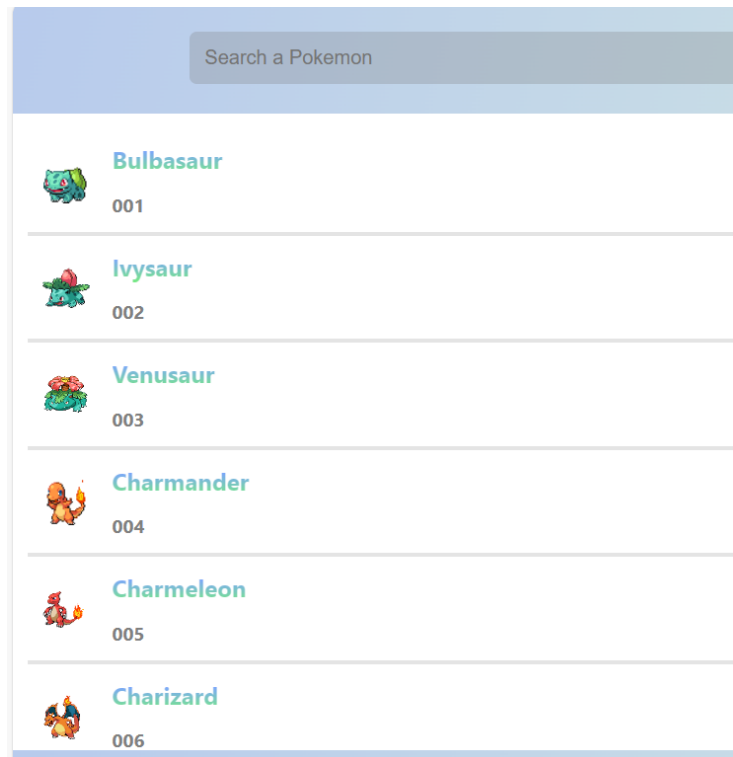 Search a Pokemon
Bulbasaur
001
Ivysaur
002
Venusaur
003
Charmander
004
Charmeleon
005
Charizard
006